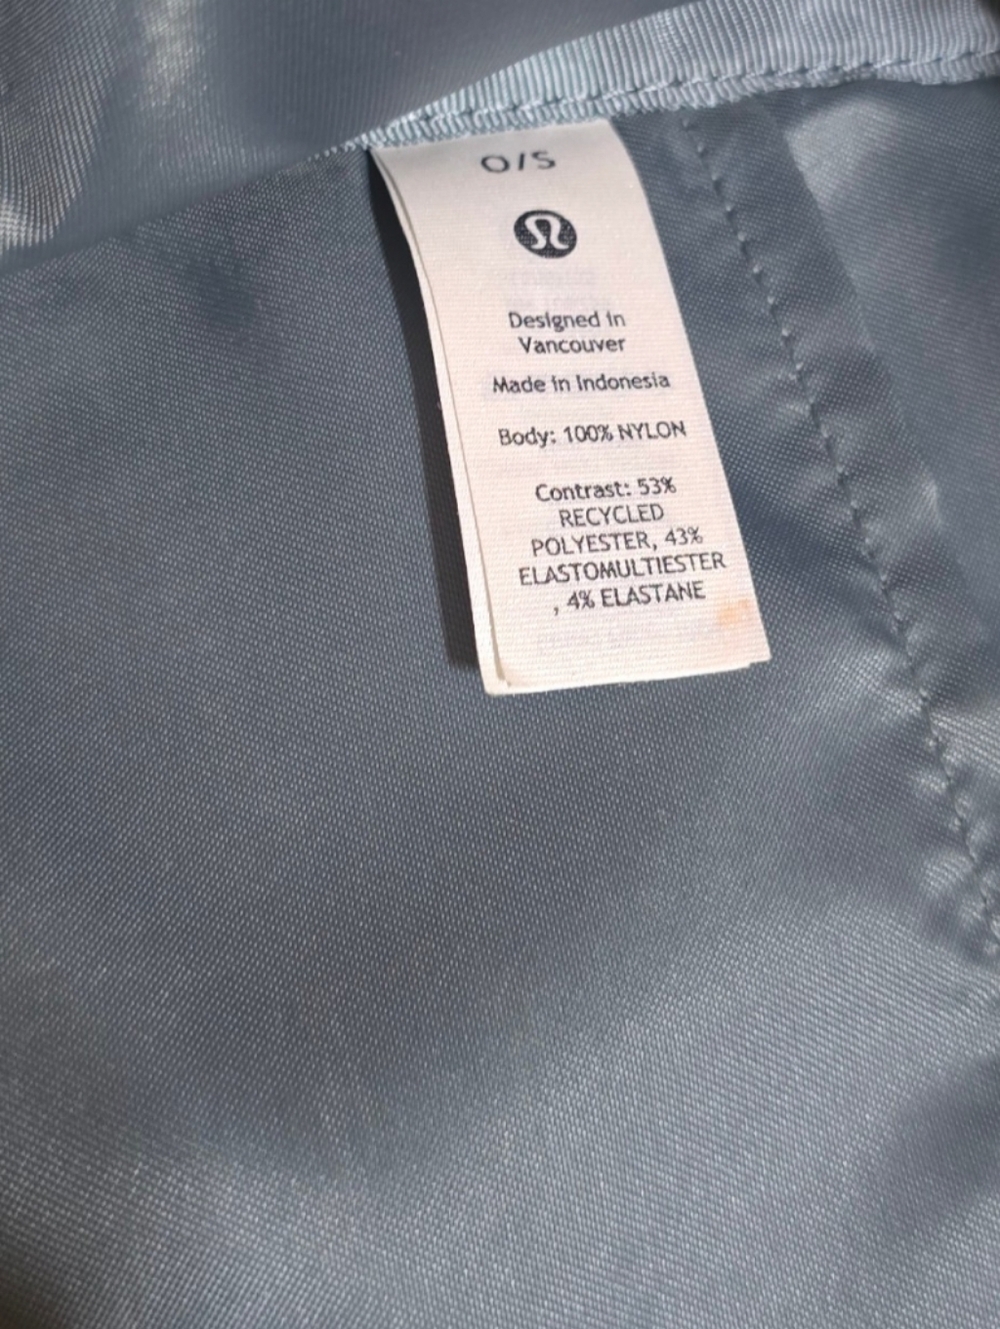 O/S
Designed in
Vancouver
Made in Indonesia
Body: 100% NYLON
Contrast: 53%
RECYCLED
POLYESTER, 43%
ELASTOMULTIESTER
, 4% ELASTANE